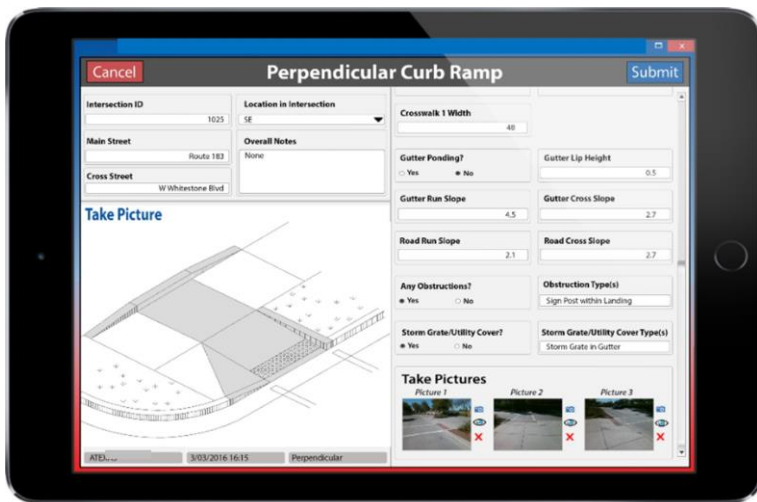 Cancel
Perpendicular Curb Ramp
Submit
Intersection ID
1025
Location in Intersection
SE
Main Street
Route 183
Overall Notes
None
Cross Street
W Whitestone Blvd
Take Picture
3/03/2016 16:15
Perpendicular
Crosswalk 1 Width
48
Gutter Ponding?
Yes No
Gutter Lip Height
0.5
Gutter Run Slope
4.5
Gutter Cross Slope
2.7
Road Run Slope
2.1
Road Cross Slope
2.7
Any Obstructions?
Yes No
Obstruction Type(s)
Sign Post within Landing
Storm Grate/Utility Cover?
Yes No
Storm Grate/Utility Cover Type(s)
Storm Grate in Gutter
Take Pictures
Picture 1 Picture 2 Picture 3